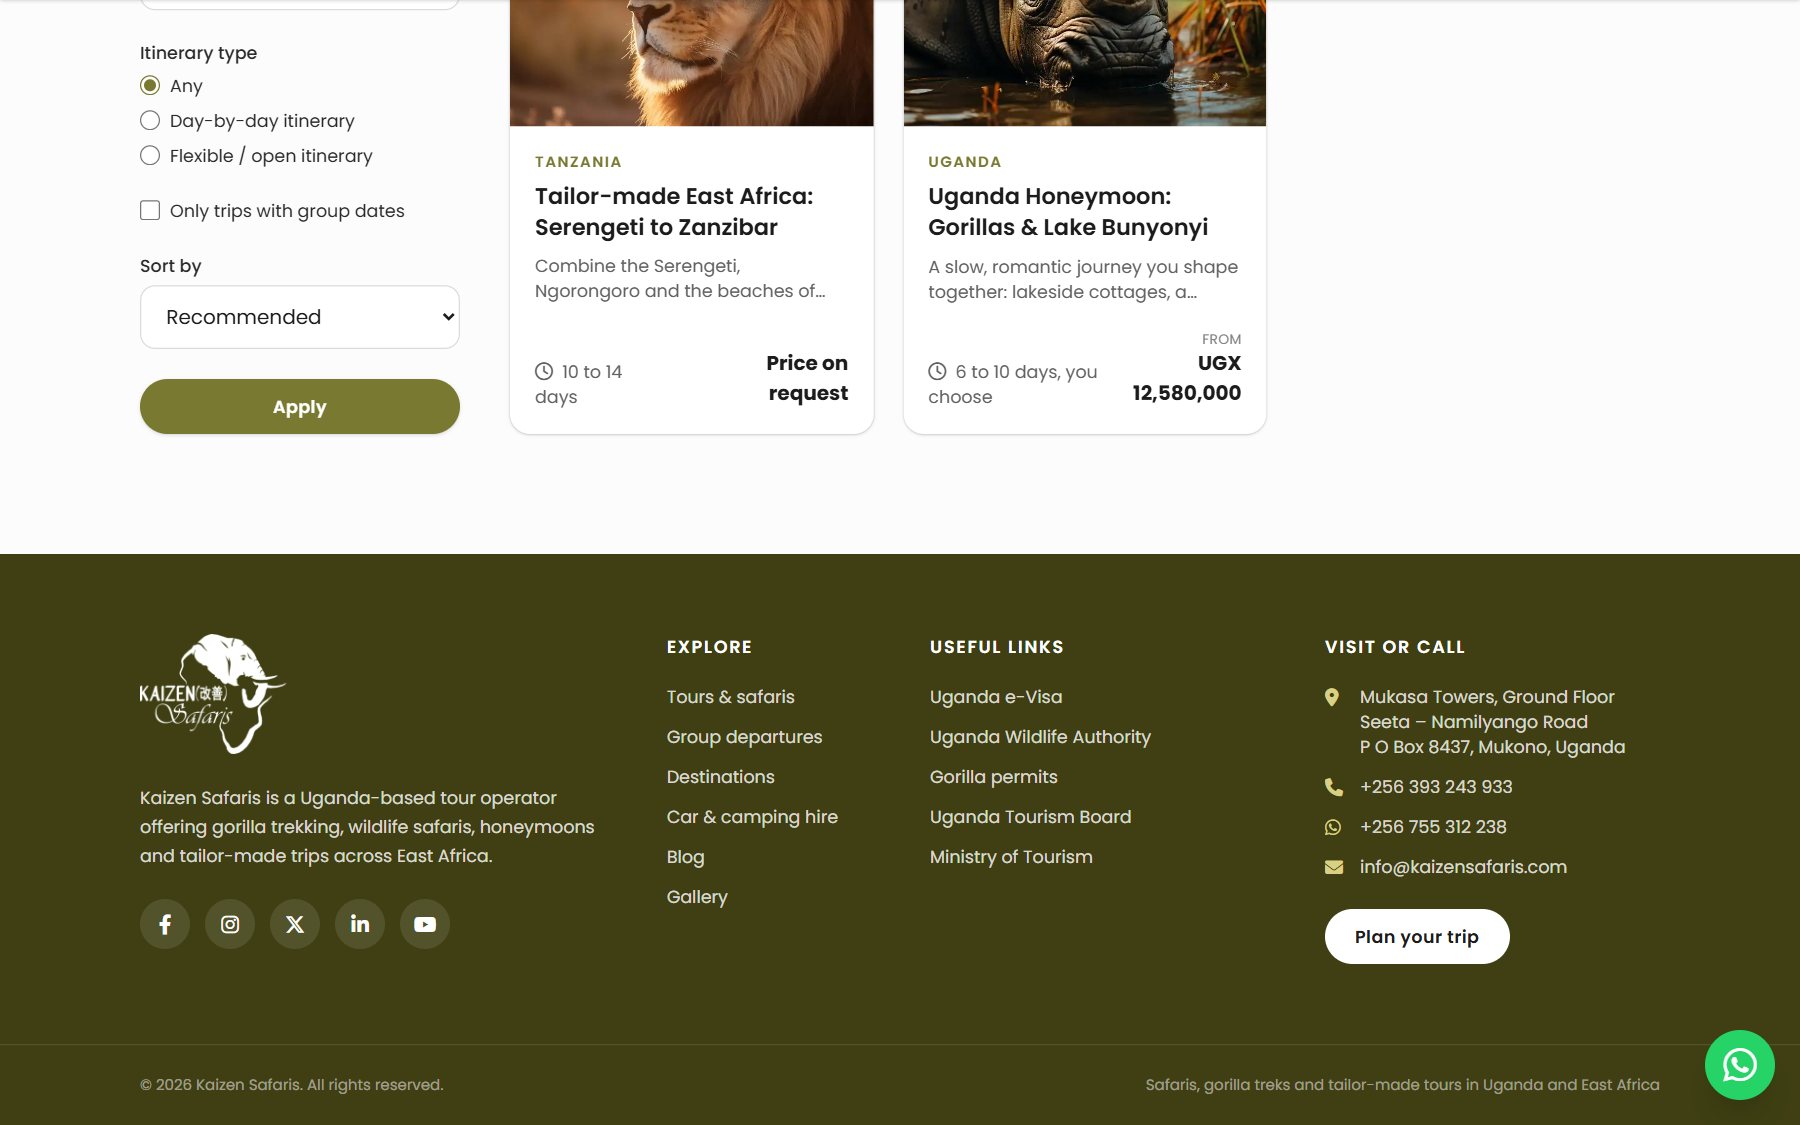 Itinerary type
Any
Day-by-day itinerary
Flexible / open itinerary
Only trips with group dates
Sort by
Recommended
Apply
TANZANIA
Tailor-made East Africa:
Serengeti to Zanzibar
Combine the Serengeti,
Ngorongoro and the beaches of...
10 to 14
days
Price on
request
UGANDA
Uganda Honeymoon:
Gorillas & Lake Bunyonyi
A slow, romantic journey you shape
together: lakeside cottages, a...
6 to 10 days, you
choose
FROM
UGX
12,580,000
KAIZEN(改善)
Safaris
Kaizen Safaris is a Uganda-based tour operator
offering gorilla trekking, wildlife safaris, honeymoons
and tailor-made trips across East Africa.
EXPLORE
Tours & safaris
Group departures
Destinations
Car & camping hire
Blog
Gallery
USEFUL LINKS
Uganda e-Visa
Uganda Wildlife Authority
Gorilla permits
Uganda Tourism Board
Ministry of Tourism
VISIT OR CALL
Mukasa Towers, Ground Floor
Seeta – Namilyango Road
P O Box 8437, Mukono, Uganda
+256 393 243 933
+256 755 312 238
info@kaizensafaris.com
Plan your trip
© 2026 Kaizen Safaris. All rights reserved.
Safaris, gorilla treks and tailor-made tours in Uganda and East Africa